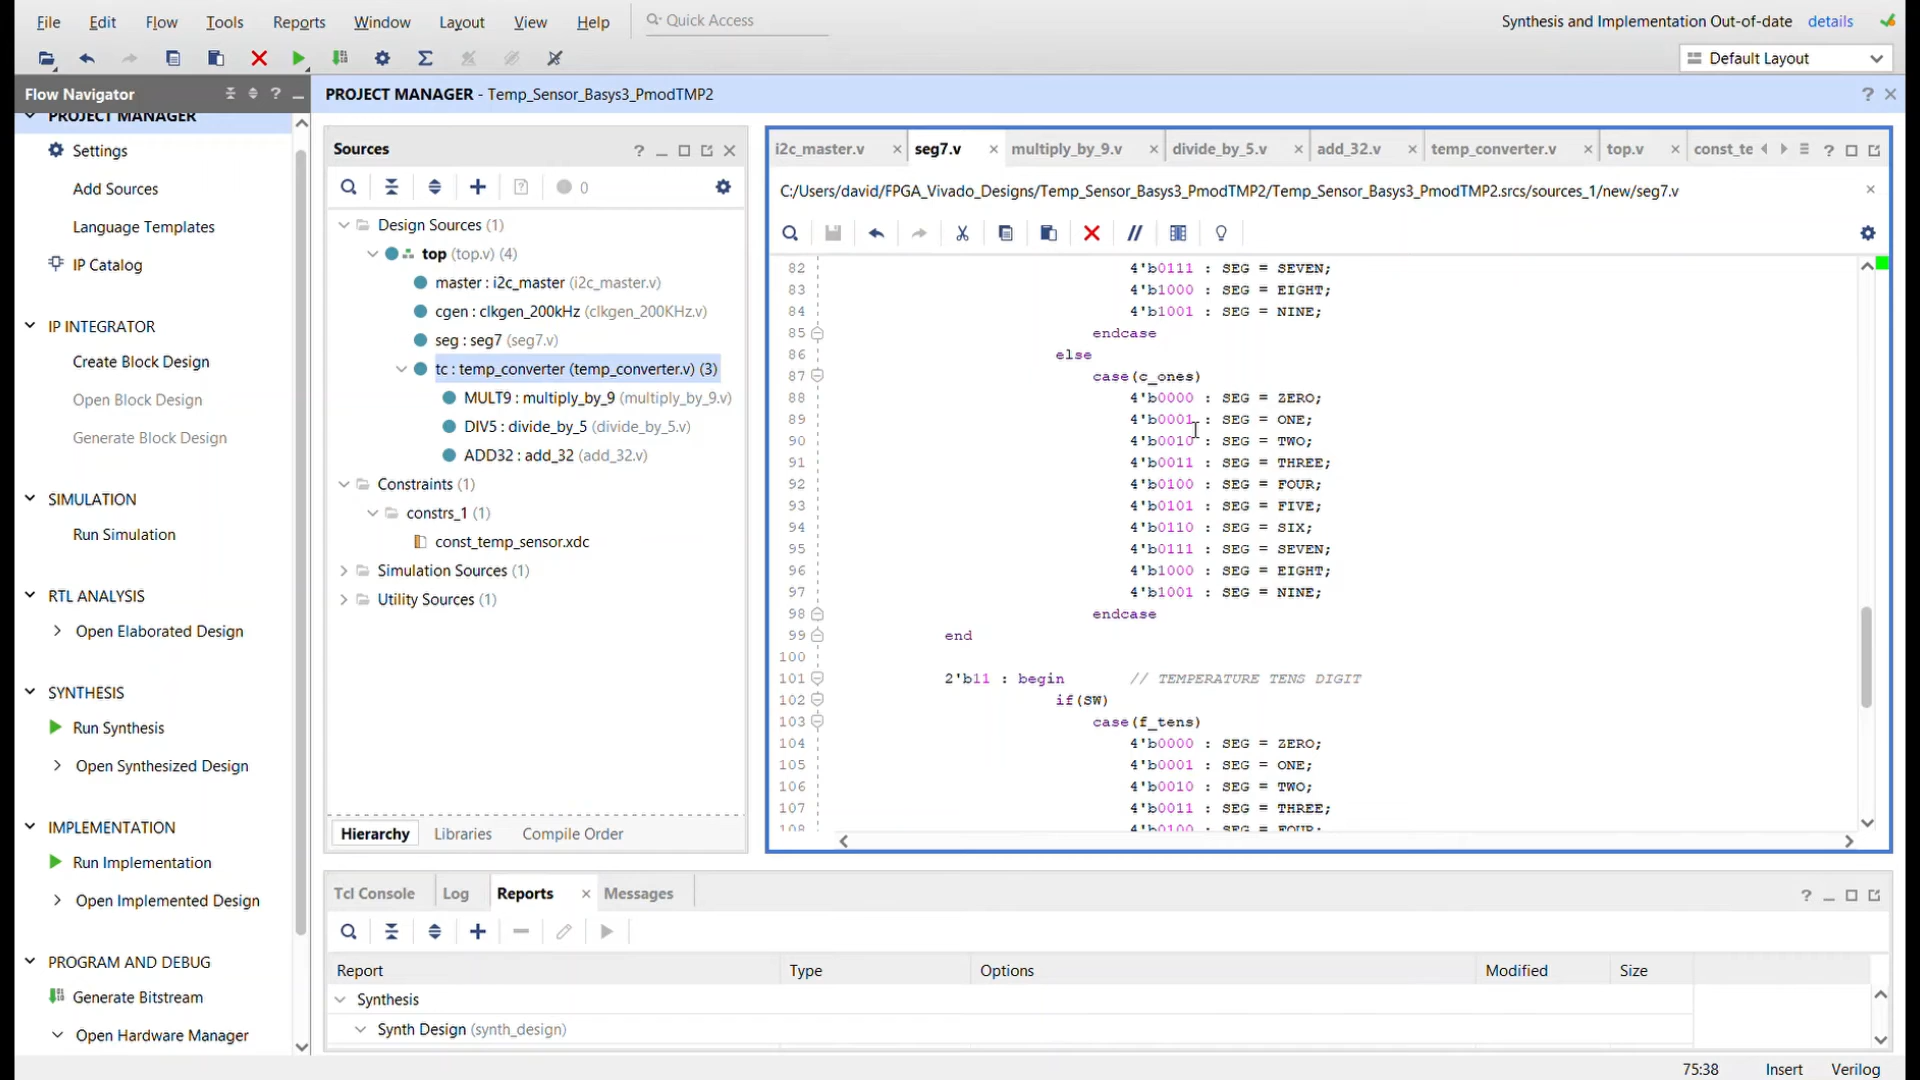 File Edit Flow Tools Reports Window Layout View Help Quick Access
Synthesis and Implementation Out-of-date details
Default Layout
Flow Navigator
PROJECT MANAGER
Settings
Add Sources
Language Templates
IP Catalog
IP INTEGRATOR
Create Block Design
Open Block Design
Generate Block Design
SIMULATION
Run Simulation
RTL ANALYSIS
Open Elaborated Design
SYNTHESIS
Run Synthesis
Open Synthesized Design
IMPLEMENTATION
Run Implementation
Open Implemented Design
PROGRAM AND DEBUG
Generate Bitstream
Open Hardware Manager
PROJECT MANAGER - Temp_Sensor_Basys3_PmodTMP2
Sources
0
Design Sources (1)
top (top.v) (4)
master : i2c_master (i2c_master.v)
cgen : clkgen_200kHz (clkgen_200KHz.v)
seg : seg7 (seg7.v)
tc : temp_converter (temp_converter.v) (3)
MULT9 : multiply_by_9 (multiply_by_9.v)
DIV5 : divide_by_5 (divide_by_5.v)
ADD32 : add_32 (add_32.v)
Constraints (1)
constrs_1 (1)
const_temp_sensor.xdc
Simulation Sources (1)
Utility Sources (1)
Hierarchy Libraries Compile Order
i2c_master.v seg7.v multiply_by_9.v divide_by_5.v add_32.v temp_converter.v top.v const_te
C:/Users/david/FPGA_Vivado_Designs/Temp_Sensor_Basys3_PmodTMP2/Temp_Sensor_Basys3_PmodTMP2.srcs/sources_1/new/seg7.v
82 4'b0111 : SEG = SEVEN;
83 4'b1000 : SEG = EIGHT;
84 4'b1001 : SEG = NINE;
85 endcase
86 else
87 case(c_ones)
88 4'b0000 : SEG = ZERO;
89 4'b0001 : SEG = ONE;
90 4'b0010 : SEG = TWO;
91 4'b0011 : SEG = THREE;
92 4'b0100 : SEG = FOUR;
93 4'b0101 : SEG = FIVE;
94 4'b0110 : SEG = SIX;
95 4'b0111 : SEG = SEVEN;
96 4'b1000 : SEG = EIGHT;
97 4'b1001 : SEG = NINE;
98 endcase
99 end
100
101 2'b11 : begin // TEMPERATURE TENS DIGIT
102 if(SW)
103 case(f_tens)
104 4'b0000 : SEG = ZERO;
105 4'b0001 : SEG = ONE;
106 4'b0010 : SEG = TWO;
107 4'b0011 : SEG = THREE;
108 4'b0100 : SEG = FOUR;
Tcl Console Log Reports Messages
Report Type Options Modified Size
Synthesis
Synth Design (synth_design)
75:38 Insert Verilog